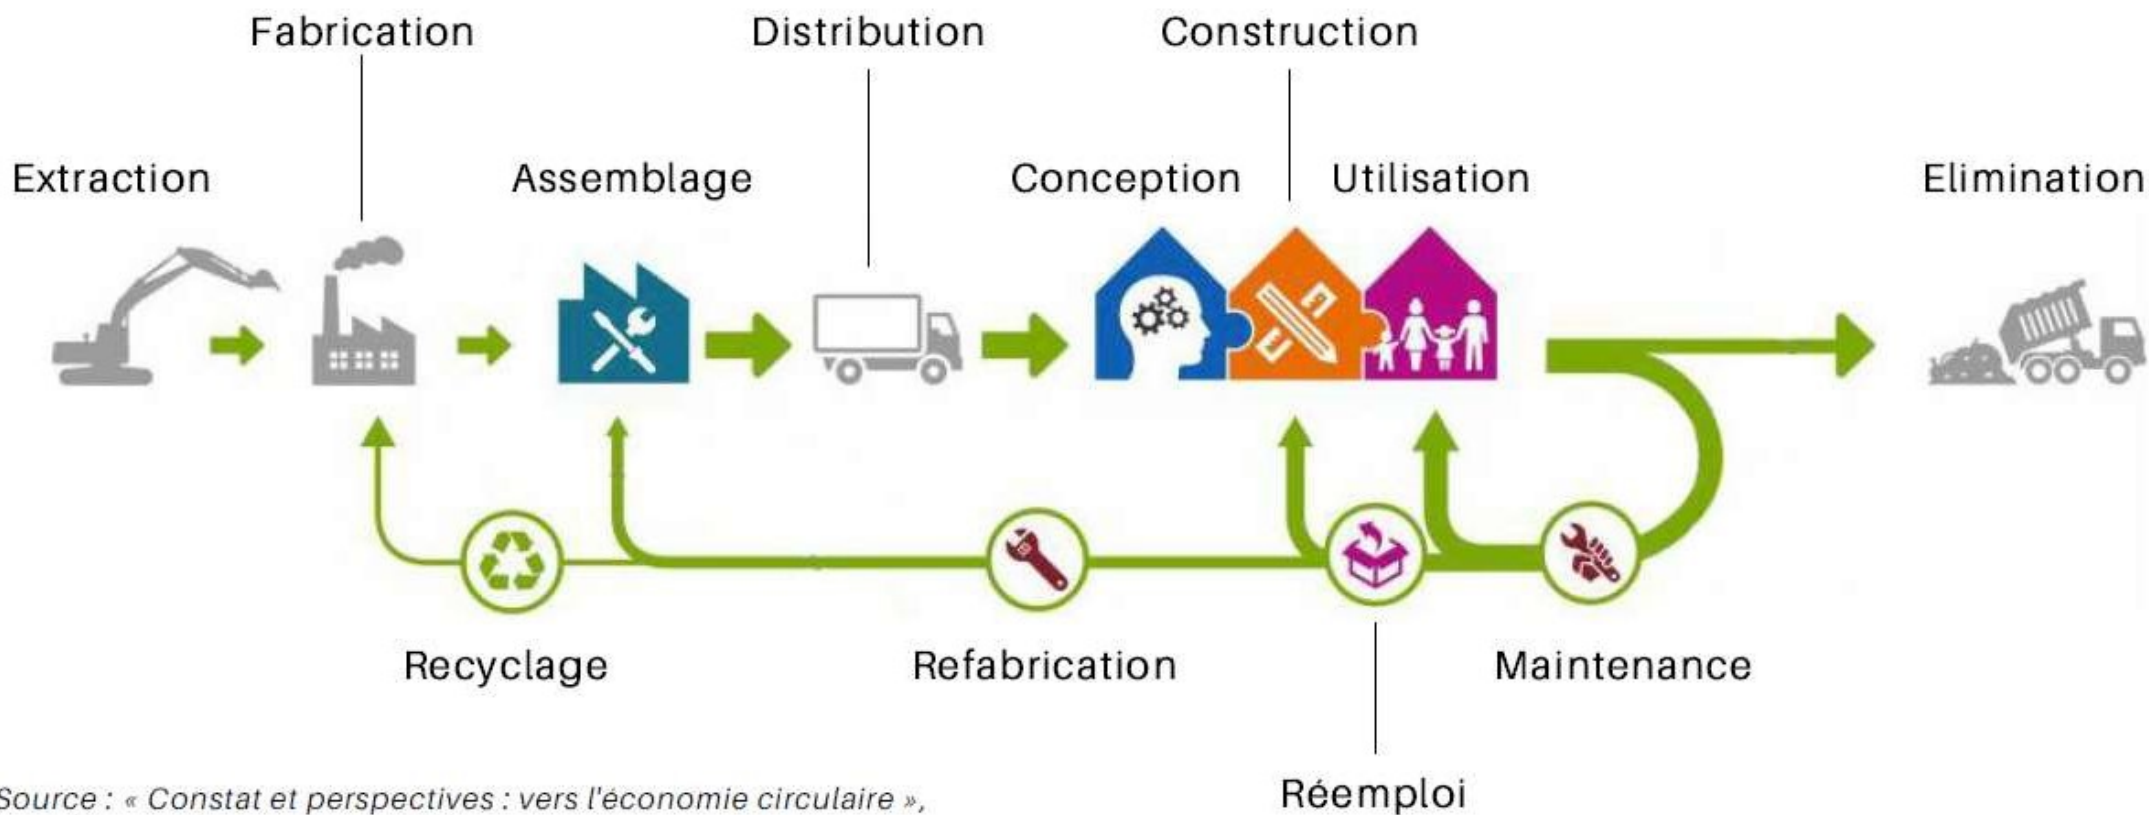 Fabrication
Distribution
Construction
Extraction
Assemblage
Conception
Utilisation
Elimination
Recyclage
Refabrication
Maintenance
Réemploi
Source : « Constat et perspectives : vers l'économie circulaire »,